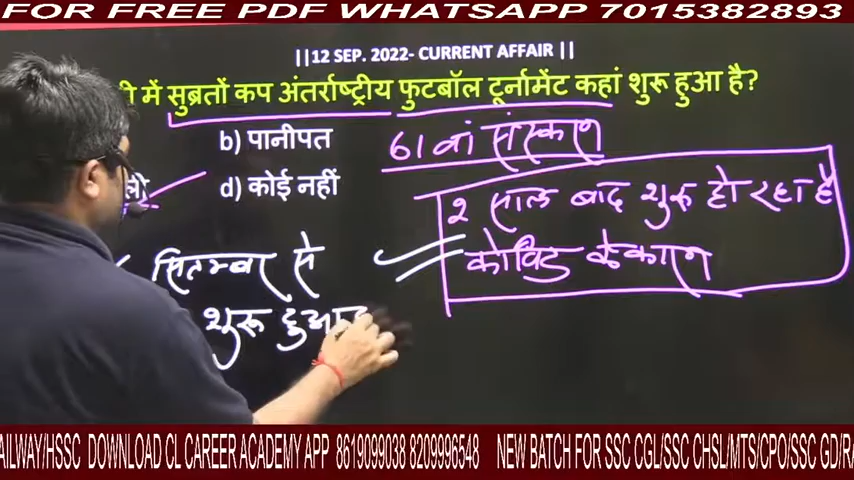 FOR FREE PDF WHATSAPP 7015382893
||12 SEP. 2022- CURRENT AFFAIR ||
में सुब्रतों कप अंतर्राष्ट्रीय फुटबॉल टूर्नामेंट कहां शुरू हुआ है?
b) पानीपत
61 वां संस्करण
d) कोई नहीं
2 साल बाद शुरू हो रहा है
कोविड के कारण
सितम्बर से
शुरू हुआ
AILWAY/HSSC DOWNLOAD CL CAREER ACADEMY APP 8619099038 8209996548 NEW BATCH FOR SSC CGL/SSC CHSL/MTS/CPO/SSC GD/RA